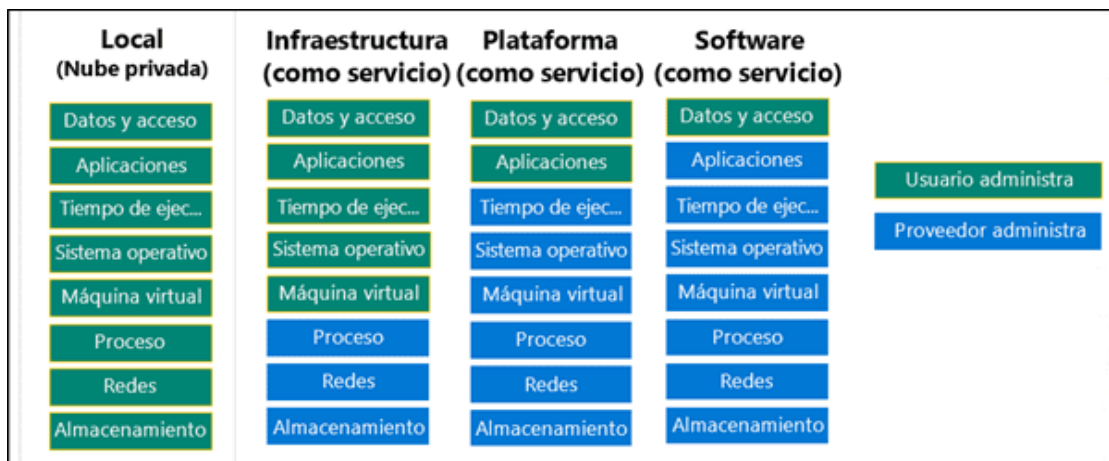 Local
(Nube privada)
Datos y acceso
Aplicaciones
Tiempo de ejec...
Sistema operativo
Máquina virtual
Proceso
Redes
Almacenamiento
Infraestructura
(como servicio)
Datos y acceso
Aplicaciones
Tiempo de ejec...
Sistema operativo
Máquina virtual
Proceso
Redes
Almacenamiento
Plataforma
(como servicio)
Datos y acceso
Aplicaciones
Tiempo de ejec...
Sistema operativo
Máquina virtual
Proceso
Redes
Almacenamiento
Software
(como servicio)
Datos y acceso
Aplicaciones
Tiempo de ejec...
Sistema operativo
Máquina virtual
Proceso
Redes
Almacenamiento
Usuario administra
Proveedor administra